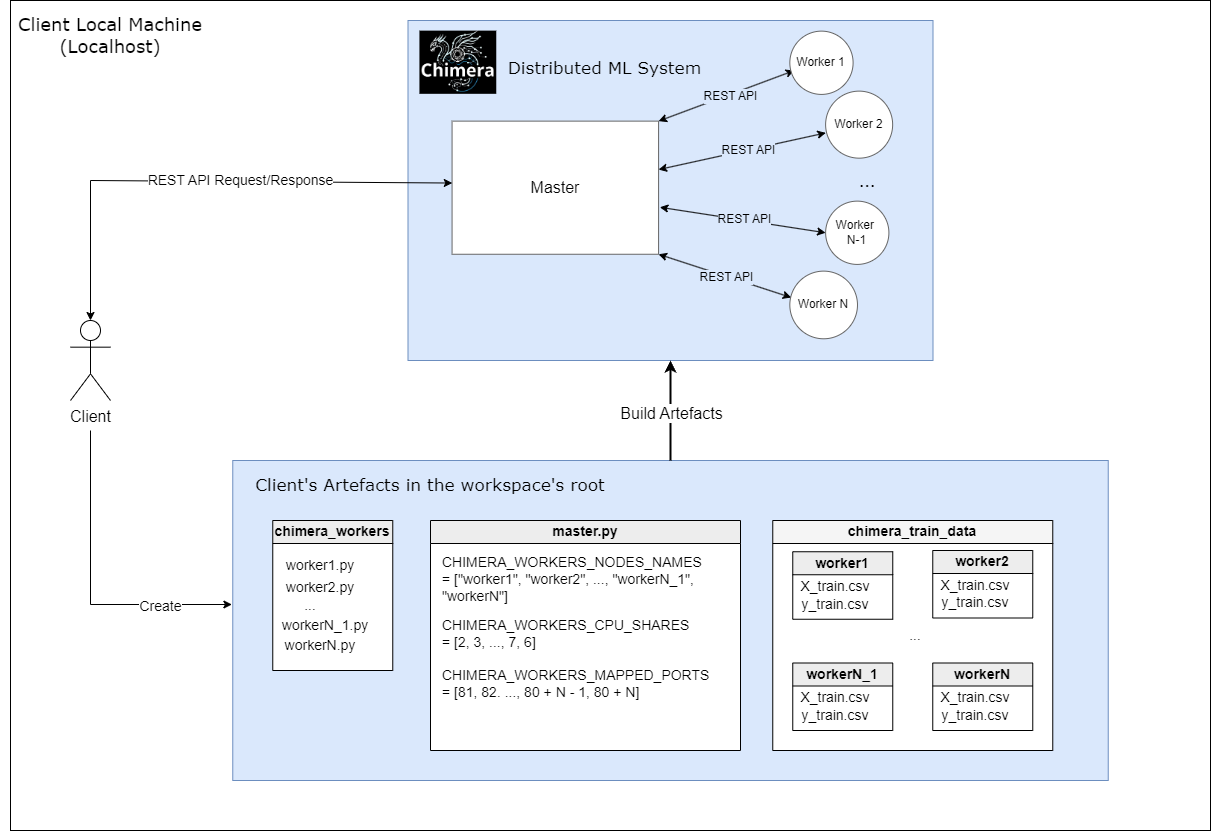 Client Local Machine
(Localhost)
Chimera
Distributed ML System
Worker 1
REST API
Worker 2
REST API
...
Master
REST API Request/Response
REST API
Worker
N-1
REST API
Worker N
Client
Build Artefacts
Client's Artefacts in the workspace's root
chimera_workers
worker1.py
worker2.py
...
workerN_1.py
workerN.py
Create
master.py
CHIMERA_WORKERS_NODES_NAMES
= ["worker1", "worker2", ..., "workerN_1",
"workerN"]
CHIMERA_WORKERS_CPU_SHARES
= [2, 3, ..., 7, 6]
CHIMERA_WORKERS_MAPPED_PORTS
= [81, 82. ..., 80 + N - 1, 80 + N]
chimera_train_data
worker1
X_train.csv
y_train.csv
worker2
X_train.csv
y_train.csv
...
workerN_1
X_train.csv
y_train.csv
workerN
X_train.csv
y_train.csv